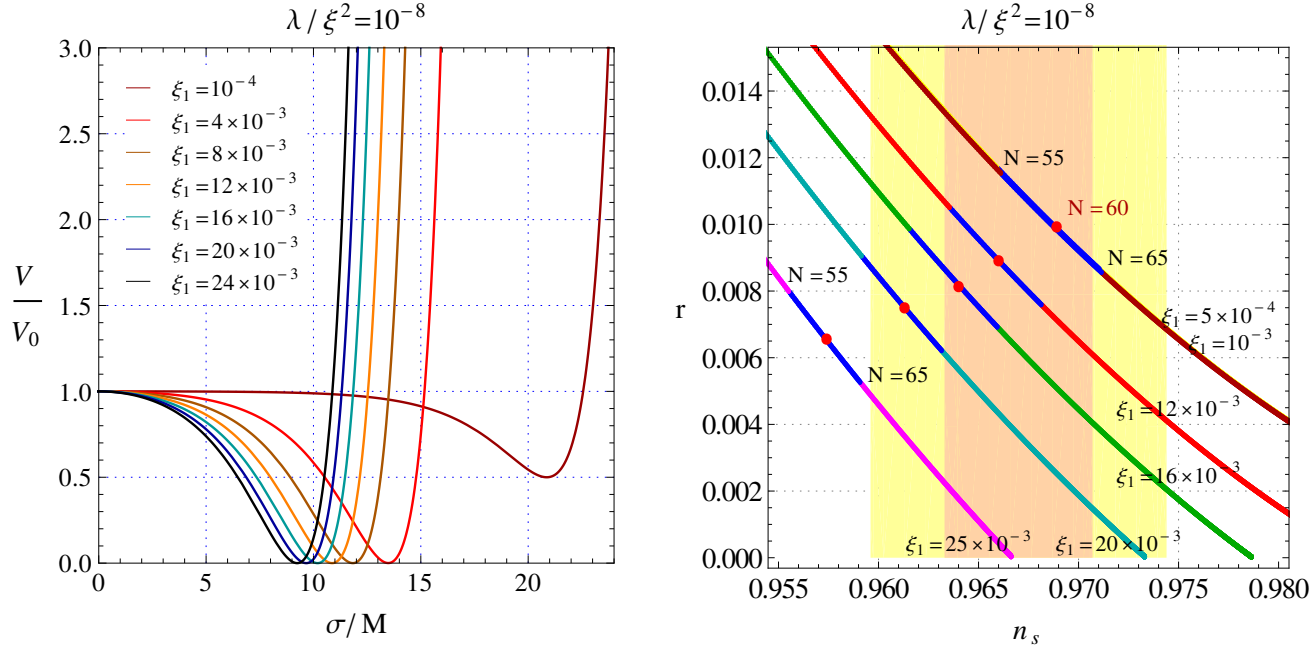 λ / ξ²=10⁻⁸
3.0
2.5
2.0
1.5
1.0
0.5
0.0
V
V₀
ξ₁=10⁻⁴
ξ₁=4×10⁻³
ξ₁=8×10⁻³
ξ₁=12×10⁻³
ξ₁=16×10⁻³
ξ₁=20×10⁻³
ξ₁=24×10⁻³
0
5
10
15
20
σ/ M
λ / ξ²=10⁻⁸
0.014
0.012
0.010
0.008
0.006
0.004
0.002
0.000
r
N=55
N=60
N=65
N=55
N=65
ξ₁=5×10⁻⁴
ξ₁=10⁻³
ξ₁=12×10⁻³
ξ₁=16×10⁻³
ξ₁=25×10⁻³
ξ₁=20×10⁻³
0.955
0.960
0.965
0.970
0.975
0.980
nₛ